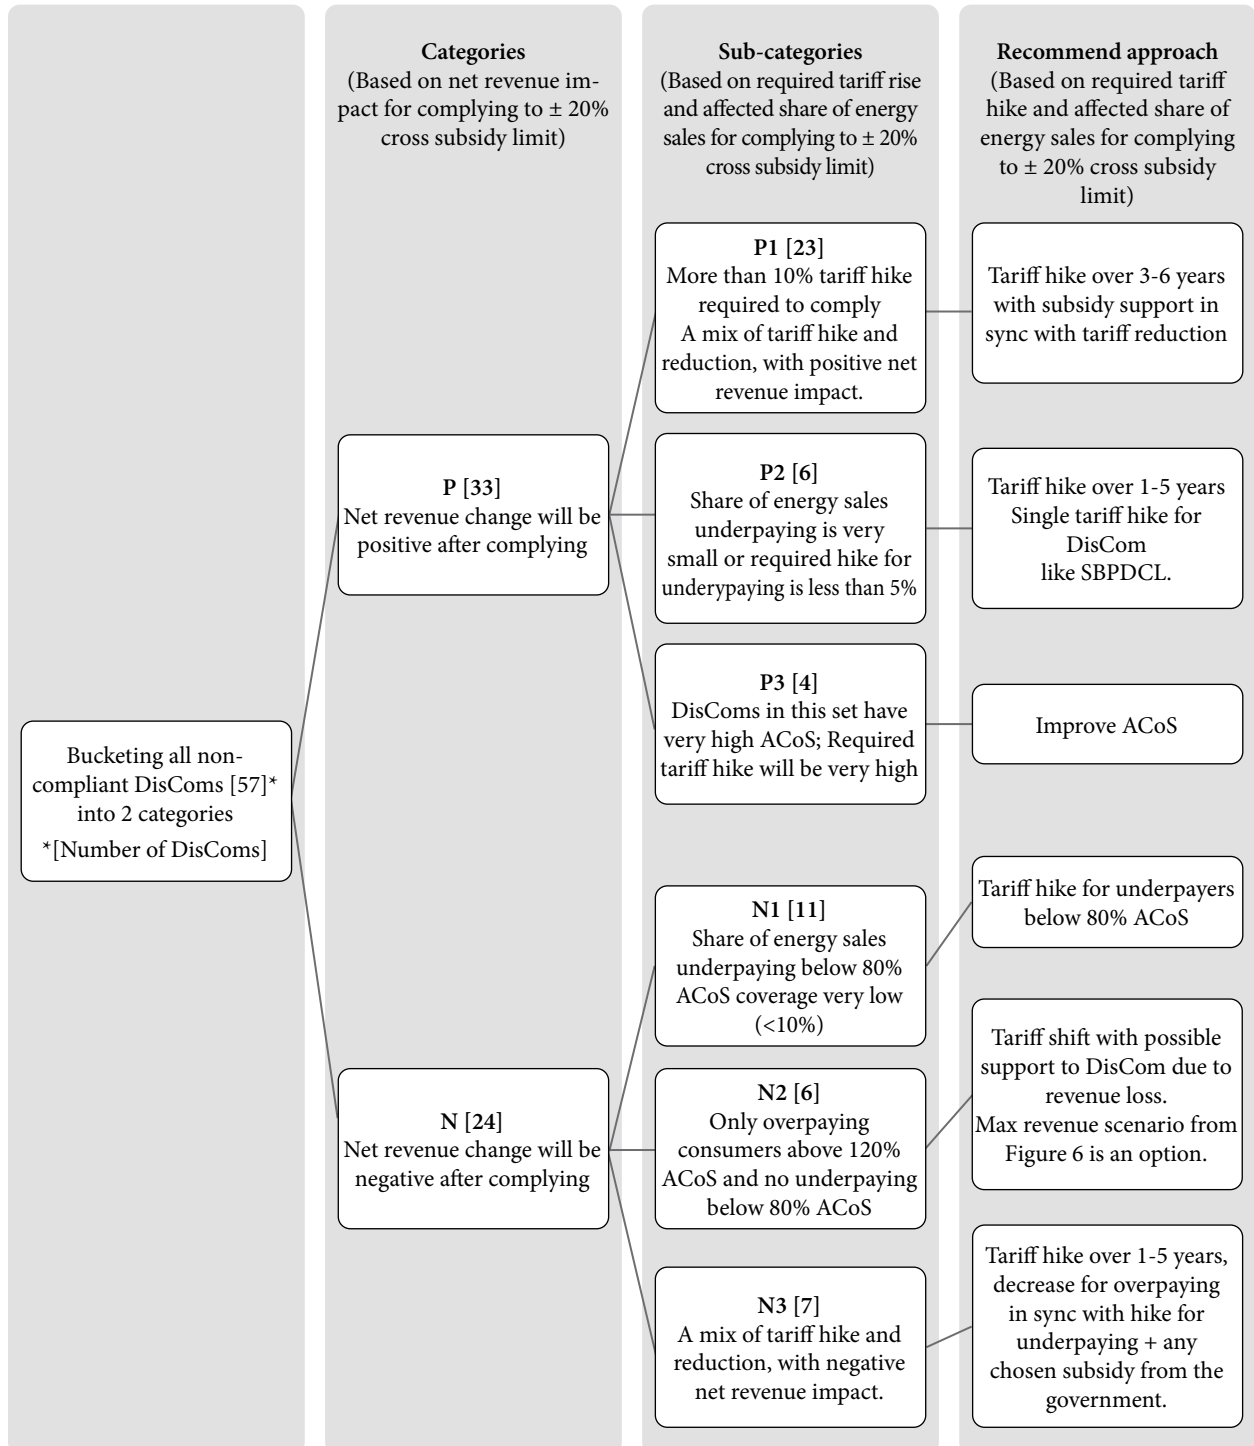 Categories
(Based on net revenue im-
pact for complying to ± 20%
cross subsidy limit)
Sub-categories
(Based on required tariff rise
and affected share of energy
sales for complying to ± 20%
cross subsidy limit)
Recommend approach
(Based on required tariff
hike and affected share of
energy sales for complying
to ± 20% cross subsidy
limit)
Bucketing all non-
compliant DisComs [57]*
into 2 categories
*[Number of DisComs]
P [33]
Net revenue change will be
positive after complying
P1 [23]
More than 10% tariff hike
required to comply
A mix of tariff hike and
reduction, with positive net
revenue impact.
Tariff hike over 3-6 years
with subsidy support in
sync with tariff reduction
P2 [6]
Share of energy sales
underpaying is very
small or required hike for
underypaying is less than 5%
Tariff hike over 1-5 years
Single tariff hike for
DisCom
like SBPDCL.
P3 [4]
DisComs in this set have
very high ACoS; Required
tariff hike will be very high
Improve ACoS
N [24]
Net revenue change will be
negative after complying
N1 [11]
Share of energy sales
underpaying below 80%
ACoS coverage very low
(<10%)
Tariff hike for underpayers
below 80% ACoS
N2 [6]
Only overpaying
consumers above 120%
ACoS and no underpaying
below 80% ACoS
Tariff shift with possible
support to DisCom due to
revenue loss.
Max revenue scenario from
Figure 6 is an option.
N3 [7]
A mix of tariff hike and
reduction, with negative
net revenue impact.
Tariff hike over 1-5 years,
decrease for overpaying
in sync with hike for
underpaying + any
chosen subsidy from the
government.